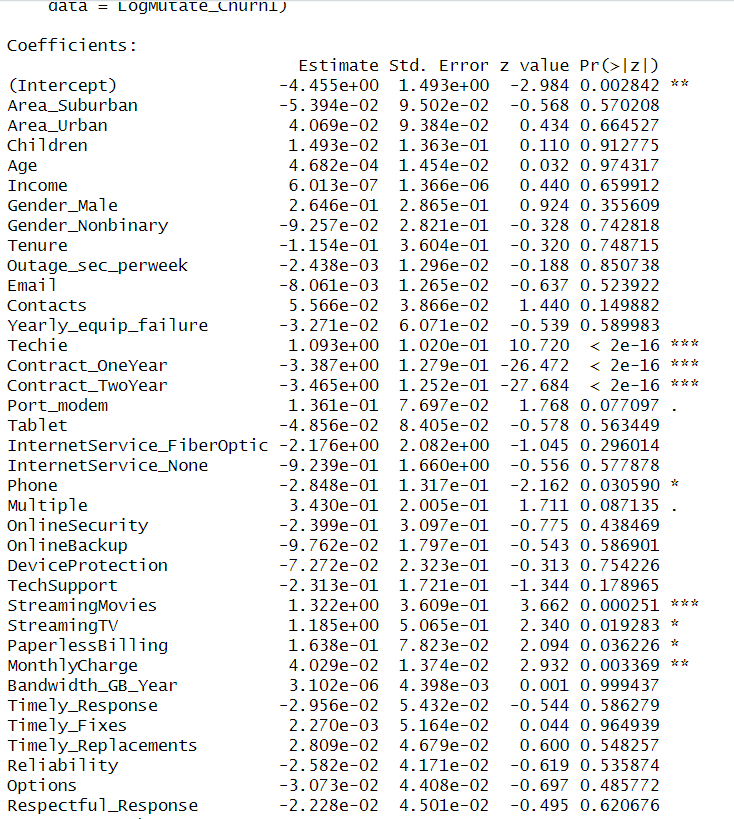 data = LogMutate_Churn1)
Coefficients:
Estimate Std. Error z value Pr(>|z|)
(Intercept) -4.455e+00 1.493e+00 -2.984 0.002842 **
Area_Suburban -5.394e-02 9.502e-02 -0.568 0.570208
Area_Urban 4.069e-02 9.384e-02 0.434 0.664527
Children 1.493e-02 1.363e-01 0.110 0.912775
Age 4.682e-04 1.454e-02 0.032 0.974317
Income 6.013e-07 1.366e-06 0.440 0.659912
Gender_Male 2.646e-01 2.865e-01 0.924 0.355609
Gender_Nonbinary -9.257e-02 2.821e-01 -0.328 0.742818
Tenure -1.154e-01 3.604e-01 -0.320 0.748715
Outage_sec_perweek -2.438e-03 1.296e-02 -0.188 0.850738
Email -8.061e-03 1.265e-02 -0.637 0.523922
Contacts 5.566e-02 3.866e-02 1.440 0.149882
Yearly_equip_failure -3.271e-02 6.071e-02 -0.539 0.589983
Techie 1.093e+00 1.020e-01 10.720 < 2e-16 ***
Contract_OneYear -3.387e+00 1.279e-01 -26.472 < 2e-16 ***
Contract_TwoYear -3.465e+00 1.252e-01 -27.684 < 2e-16 ***
Port_modem 1.361e-01 7.697e-02 1.768 0.077097 .
Tablet -4.856e-02 8.405e-02 -0.578 0.563449
InternetService_FiberOptic -2.176e+00 2.082e+00 -1.045 0.296014
InternetService_None -9.239e-01 1.660e+00 -0.556 0.577878
Phone -2.848e-01 1.317e-01 -2.162 0.030590 *
Multiple 3.430e-01 2.005e-01 1.711 0.087135 .
OnlineSecurity -2.399e-01 3.097e-01 -0.775 0.438469
OnlineBackup -9.762e-02 1.797e-01 -0.543 0.586901
DeviceProtection -7.272e-02 2.323e-01 -0.313 0.754226
TechSupport -2.313e-01 1.721e-01 -1.344 0.178965
StreamingMovies 1.322e+00 3.609e-01 3.662 0.000251 ***
StreamingTV 1.185e+00 5.065e-01 2.340 0.019283 *
PaperlessBilling 1.638e-01 7.823e-02 2.094 0.036226 *
MonthlyCharge 4.029e-02 1.374e-02 2.932 0.003369 **
Bandwidth_GB_Year 3.102e-06 4.398e-03 0.001 0.999437
Timely_Response -2.956e-02 5.432e-02 -0.544 0.586279
Timely_Fixes 2.270e-03 5.164e-02 0.044 0.964939
Timely_Replacements 2.809e-02 4.679e-02 0.600 0.548257
Reliability -2.582e-02 4.171e-02 -0.619 0.535874
Options -3.073e-02 4.408e-02 -0.697 0.485772
Respectful_Response -2.228e-02 4.501e-02 -0.495 0.620676